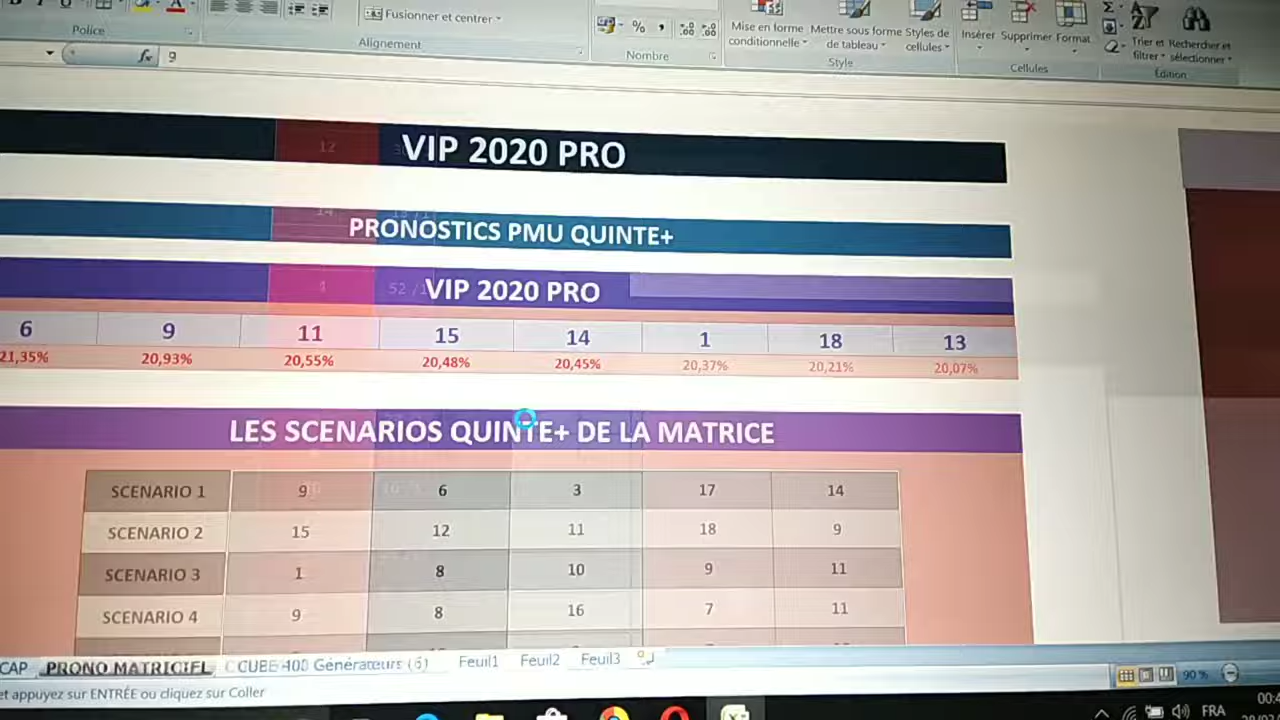 Fusionner et centrer
Mise en forme conditionnelle
Mettre sous forme de tableau
Styles de cellules
Insérer Supprimer Format
Trier et filtrer
Rechercher et sélectionner
Police Alignement Nombre Style Cellules Édition
fx 9
12
VIP 2020 PRO
14
PRONOSTICS PMU QUINTE+
4 52 /1
VIP 2020 PRO
6 9 11 15 14 1 18 13
21,35% 20,93% 20,55% 20,48% 20,45% 20,37% 20,21% 20,07%
LES SCENARIOS QUINTE+ DE LA MATRICE
SCENARIO 1 9 6 3 17 14
SCENARIO 2 15 12 11 18 9
SCENARIO 3 1 8 10 9 11
SCENARIO 4 9 8 16 7 11
CAP PRONO MATRICIEL CUBE 400 Générateurs (6) Feuil1 Feuil2 Feuil3
et appuyez sur ENTRÉE ou cliquez sur Coller
90 %
FRA